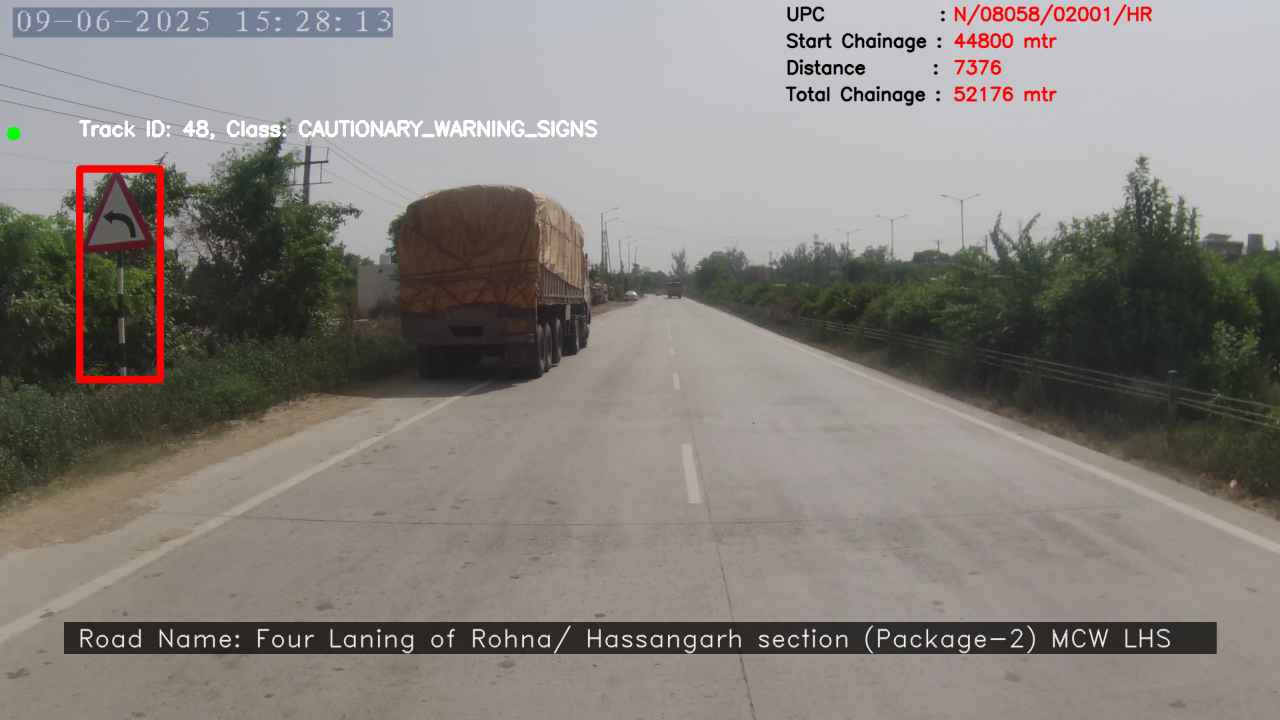 09-06-2025 15:28:13
UPC : N/08058/02001/HR
Start Chainage : 44800 mtr
Distance : 7376
Total Chainage : 52176 mtr
Track ID: 48, Class: CAUTIONARY_WARNING_SIGNS
Road Name: Four Laning of Rohna/ Hassangarh section (Package-2) MCW LHS